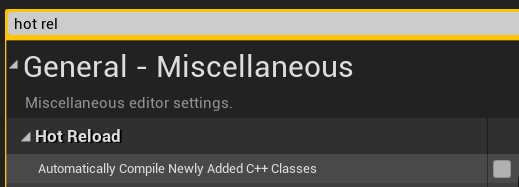 hot rel
General - Miscellaneous
Miscellaneous editor settings.
Hot Reload
Automatically Compile Newly Added C++ Classes